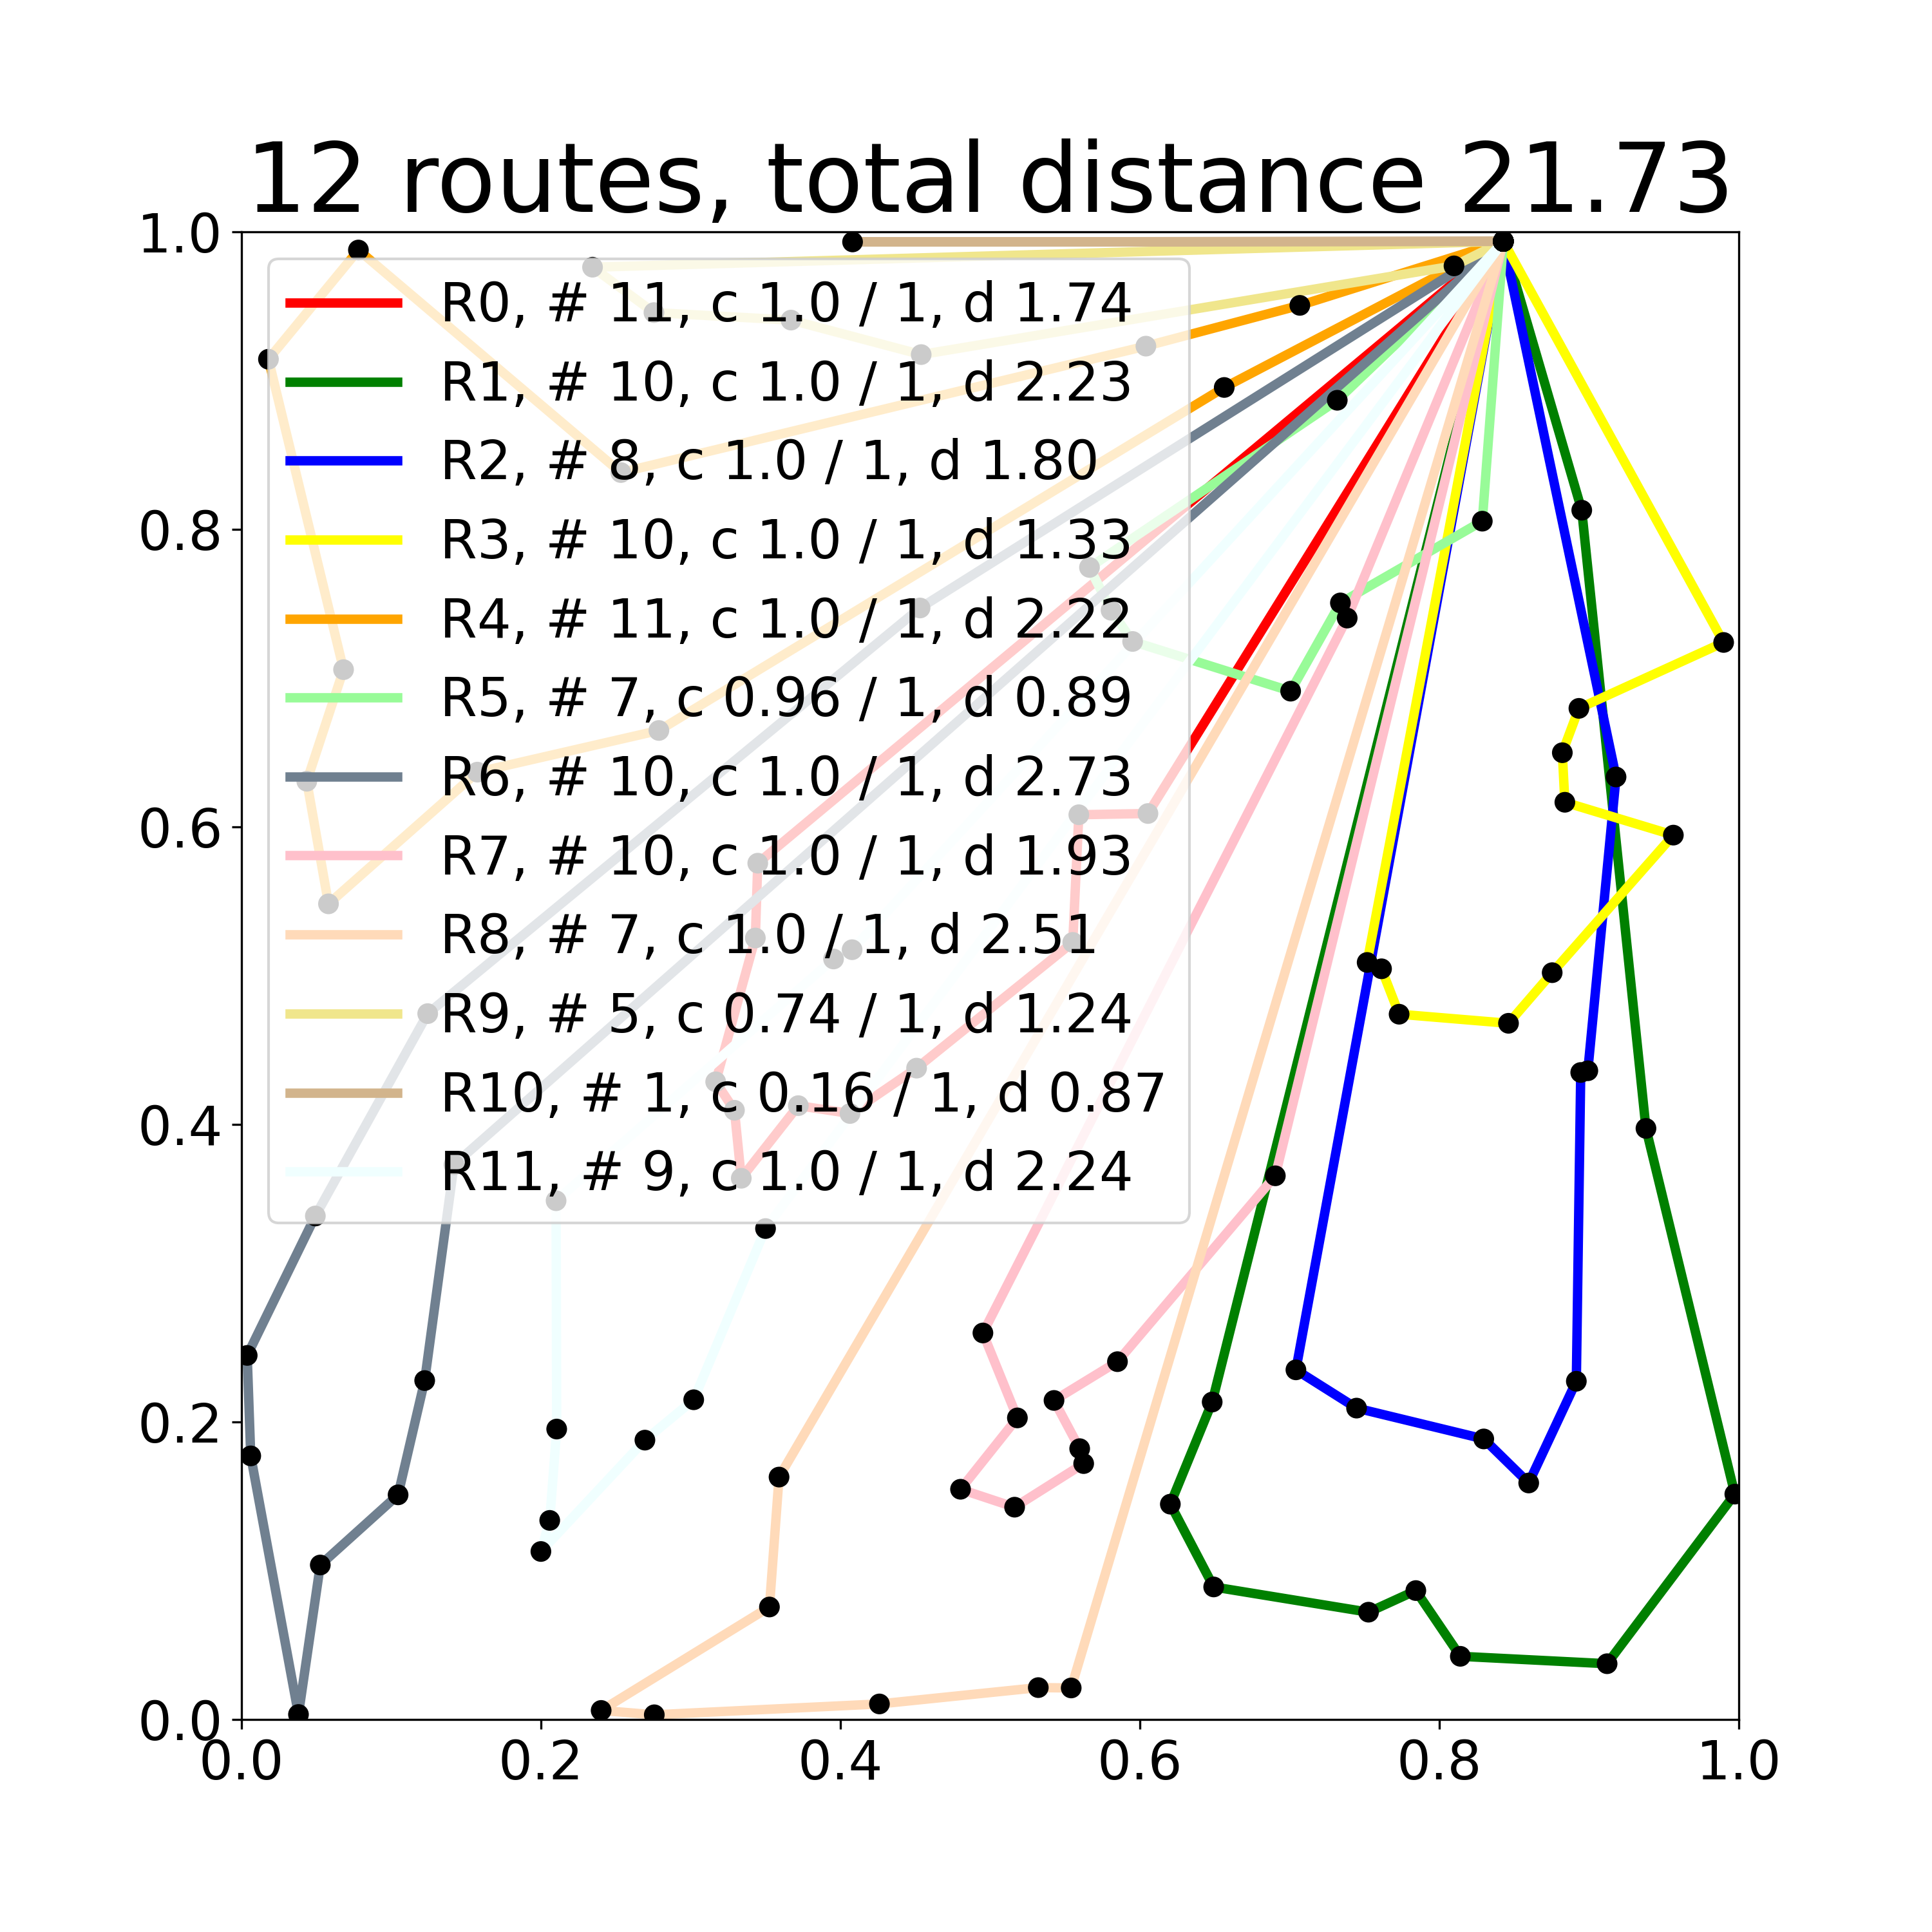 12 routes, total distance 21.73
1.0
0.8
0.6
0.4
0.2
0.0
R0, # 11, c 1.0 / 1, d 1.74
R1, # 10, c 1.0 / 1, d 2.23
R2, # 8, c 1.0 / 1, d 1.80
R3, # 10, c 1.0 / 1, d 1.33
R4, # 11, c 1.0 / 1, d 2.22
R5, # 7, c 0.96 / 1, d 0.89
R6, # 10, c 1.0 / 1, d 2.73
R7, # 10, c 1.0 / 1, d 1.93
R8, # 7, c 1.0 / 1, d 2.51
R9, # 5, c 0.74 / 1, d 1.24
R10, # 1, c 0.16 / 1, d 0.87
R11, # 9, c 1.0 / 1, d 2.24
0.0 0.2 0.4 0.6 0.8 1.0